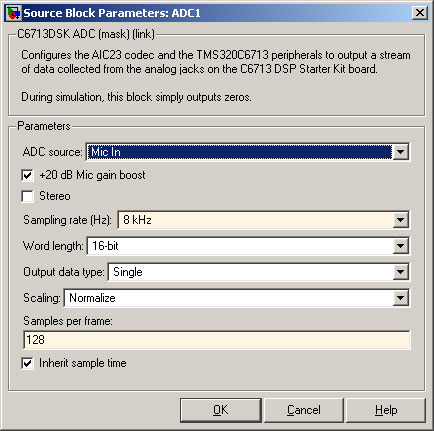 Source Block Parameters: ADC1
C6713DSK ADC (mask) (link)
Configures the AIC23 codec and the TMS320C6713 peripherals to output a stream
of data collected from the analog jacks on the C6713 DSP Starter Kit board.
During simulation, this block simply outputs zeros.
Parameters
ADC source: Mic In
+20 dB Mic gain boost
Stereo
Sampling rate (Hz): 8 kHz
Word length: 16-bit
Output data type: Single
Scaling: Normalize
Samples per frame:
128
Inherit sample time
OK Cancel Help